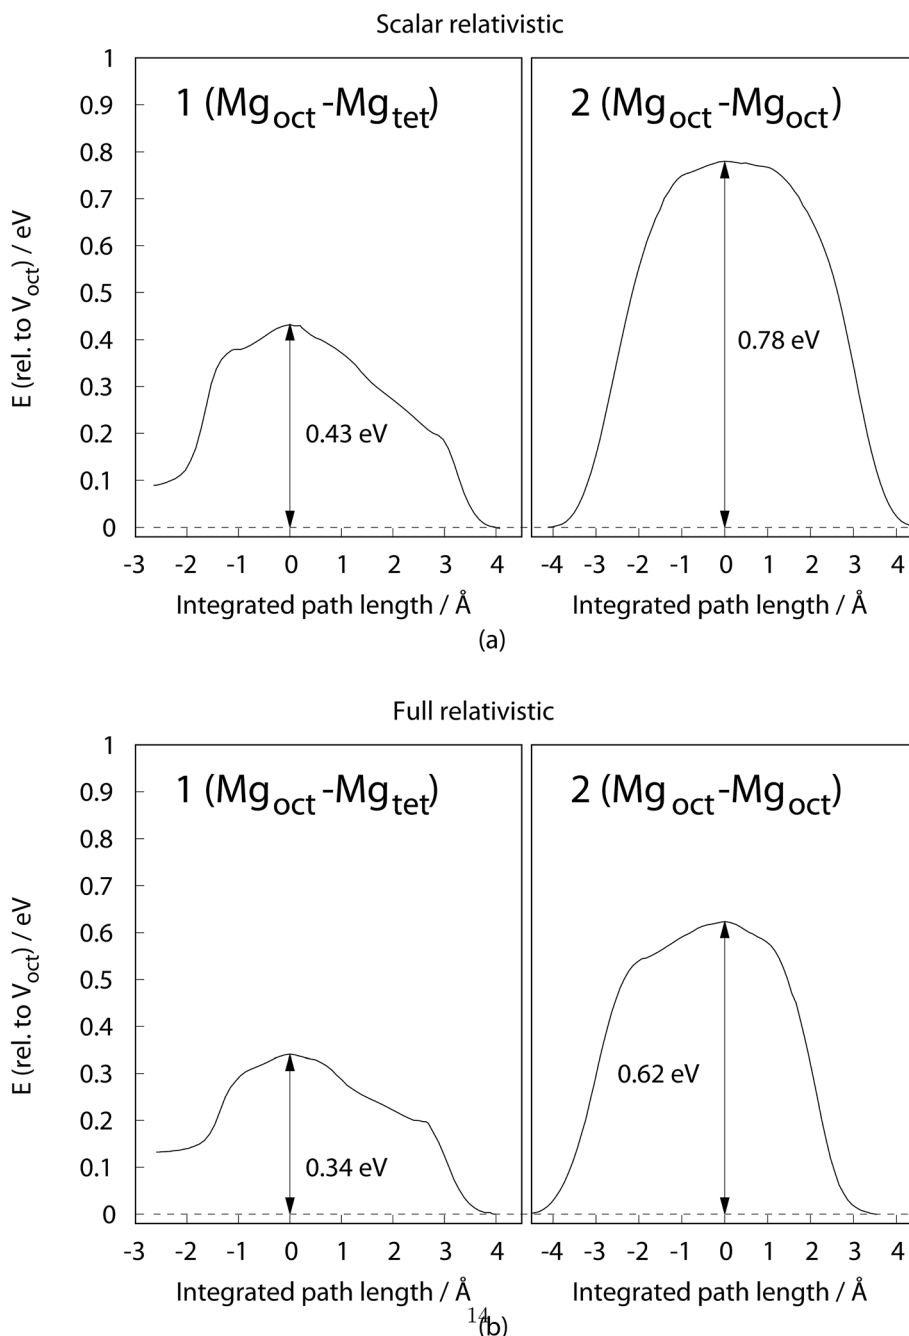 Scalar relativistic
1 (Mg_oct-Mg_tet)
2 (Mg_oct-Mg_oct)
E (rel. to V_oct) / eV
1
0.9
0.8
0.7
0.6
0.5
0.4
0.3
0.2
0.1
0
0.43 eV
0.78 eV
-3 -2 -1 0 1 2 3 4
-4 -3 -2 -1 0 1 2 3 4
Integrated path length / Å
Integrated path length / Å
(a)
Full relativistic
1 (Mg_oct-Mg_tet)
2 (Mg_oct-Mg_oct)
E (rel. to V_oct) / eV
1
0.9
0.8
0.7
0.6
0.5
0.4
0.3
0.2
0.1
0
0.34 eV
0.62 eV
-3 -2 -1 0 1 2 3 4
-4 -3 -2 -1 0 1 2 3 4
Integrated path length / Å
Integrated path length / Å
14
(b)